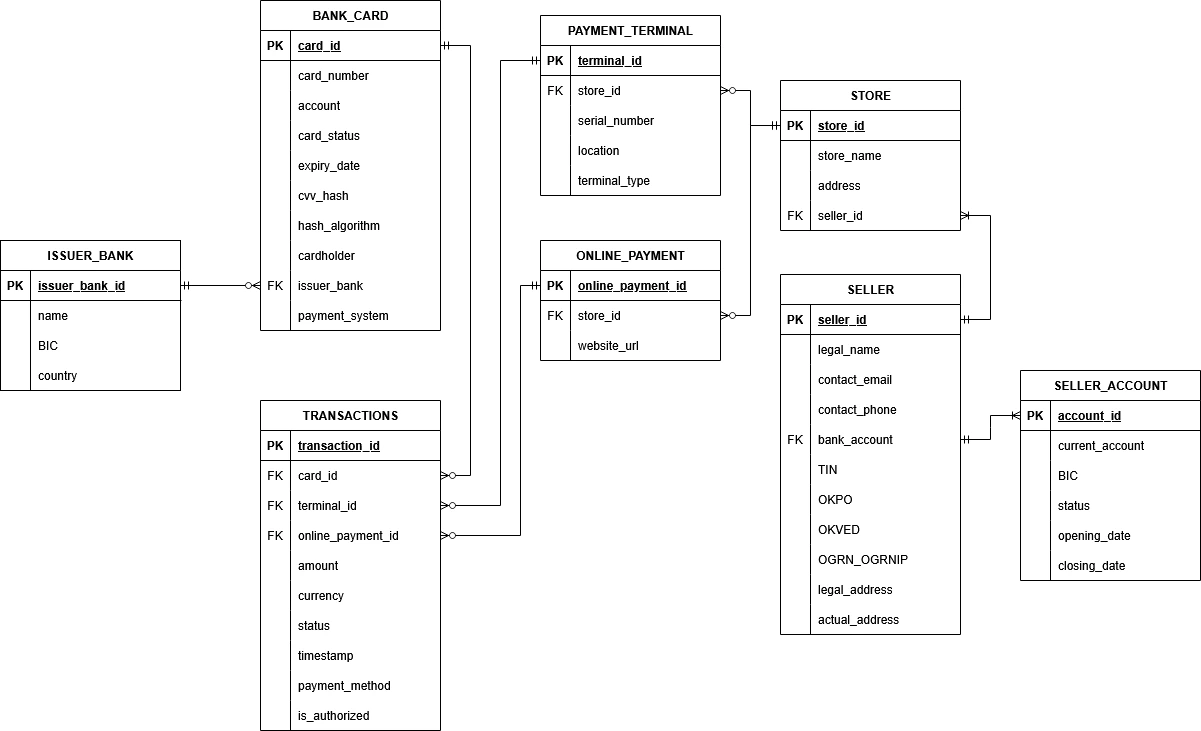 BANK_CARD
PK card_id
card_number
account
card_status
expiry_date
cvv_hash
hash_algorithm
cardholder
FK issuer_bank
payment_system
PAYMENT_TERMINAL
PK terminal_id
FK store_id
serial_number
location
terminal_type
STORE
PK store_id
store_name
address
FK seller_id
ISSUER_BANK
PK issuer_bank_id
name
BIC
country
ONLINE_PAYMENT
PK online_payment_id
FK store_id
website_url
SELLER
PK seller_id
legal_name
contact_email
contact_phone
FK bank_account
TIN
OKPO
OKVED
OGRN_OGRNIP
legal_address
actual_address
SELLER_ACCOUNT
PK account_id
current_account
BIC
status
opening_date
closing_date
TRANSACTIONS
PK transaction_id
FK card_id
FK terminal_id
FK online_payment_id
amount
currency
status
timestamp
payment_method
is_authorized